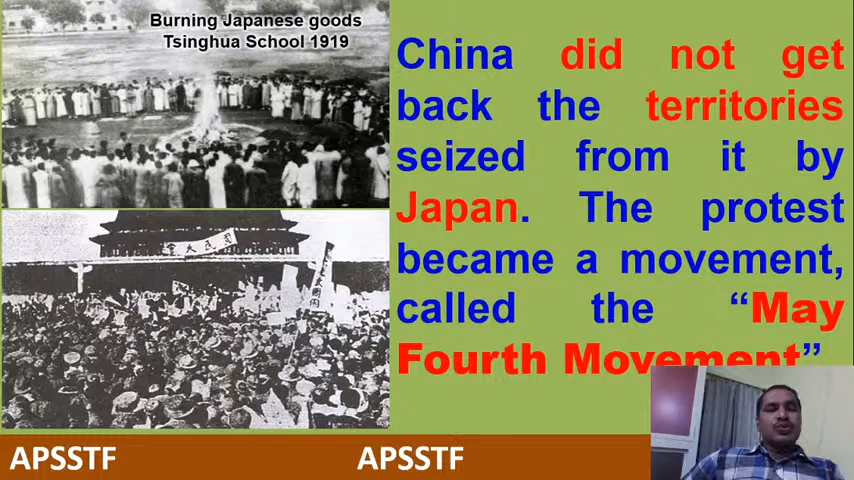 Burning Japanese goods
Tsinghua School 1919
China did not get
back the territories
seized from it by
Japan. The protest
became a movement,
called the “May
Fourth Movement”
APSSTF APSSTF